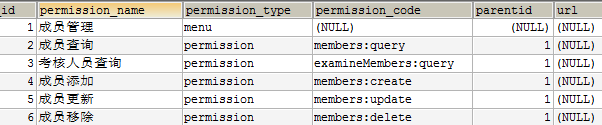 _id permission_name permission_type permission_code parentid url
1 成员管理 menu (NULL) (NULL) (NULL)
2 成员查询 permission members:query 1 (NULL)
3 考核人员查询 permission examineMembers:query 1 (NULL)
4 成员添加 permission members:create 1 (NULL)
5 成员更新 permission members:update 1 (NULL)
6 成员移除 permission members:delete 1 (NULL)